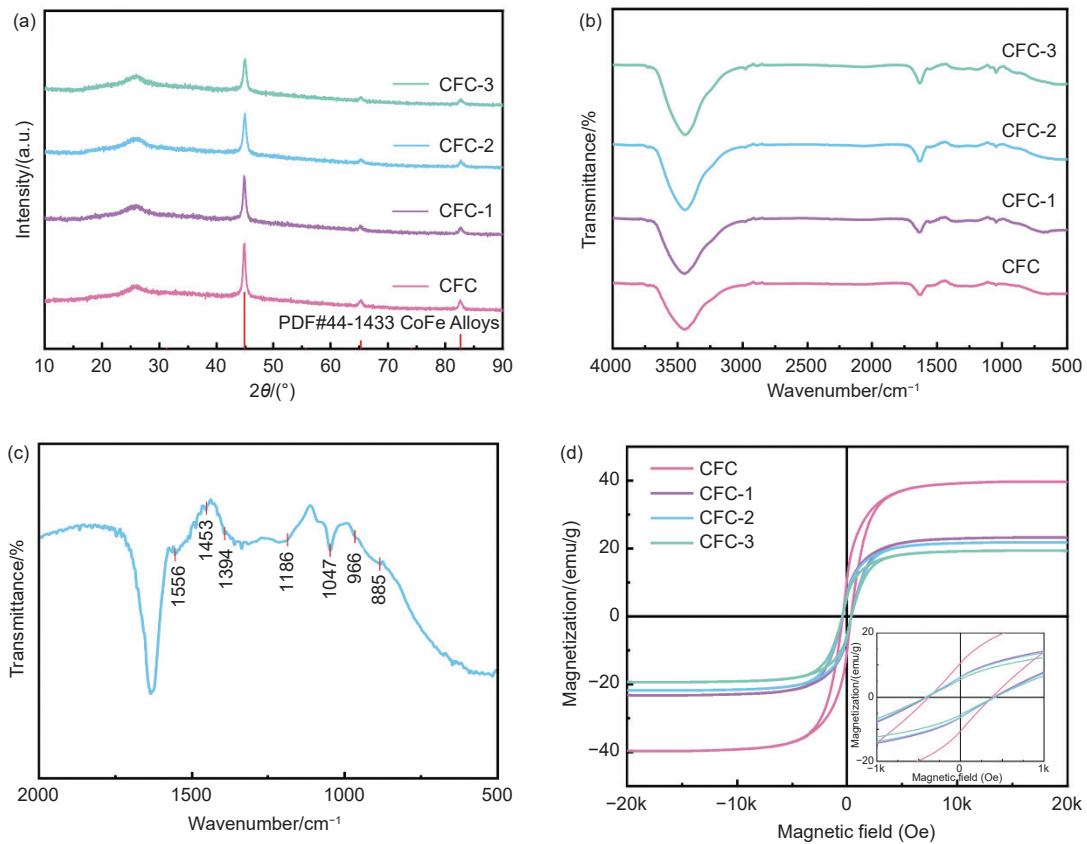 (a)
Intensity/(a.u.)
CFC-3
CFC-2
CFC-1
CFC
PDF#44-1433 CoFe Alloys
10 20 30 40 50 60 70 80 90
2θ/(°)
(b)
Transmittance/%
CFC-3
CFC-2
CFC-1
CFC
4000 3500 3000 2500 2000 1500 1000 500
Wavenumber/cm⁻¹
(c)
Transmittance/%
1556
1453
1394
1186
1047
966
885
2000 1500 1000 500
Wavenumber/cm⁻¹
(d)
Magnetization/(emu/g)
40
20
0
−20
−40
CFC
CFC-1
CFC-2
CFC-3
Magnetization/(emu/g)
20
10
0
−10
−20
−1k 0 1k
Magnetic field (Oe)
−20k −10k 0 10k 20k
Magnetic field (Oe)